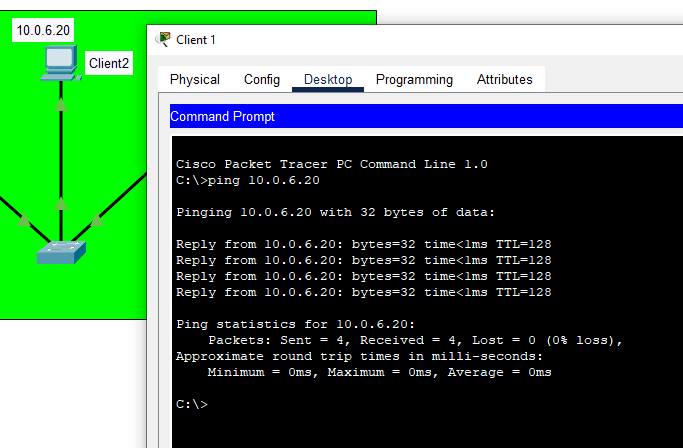 10.0.6.20
Client2
Client 1
Physical Config Desktop Programming Attributes
Command Prompt
Cisco Packet Tracer PC Command Line 1.0
C:\>ping 10.0.6.20
Pinging 10.0.6.20 with 32 bytes of data:
Reply from 10.0.6.20: bytes=32 time<1ms TTL=128
Reply from 10.0.6.20: bytes=32 time<1ms TTL=128
Reply from 10.0.6.20: bytes=32 time<1ms TTL=128
Reply from 10.0.6.20: bytes=32 time<1ms TTL=128
Ping statistics for 10.0.6.20:
Packets: Sent = 4, Received = 4, Lost = 0 (0% loss),
Approximate round trip times in milli-seconds:
Minimum = 0ms, Maximum = 0ms, Average = 0ms
C:\>